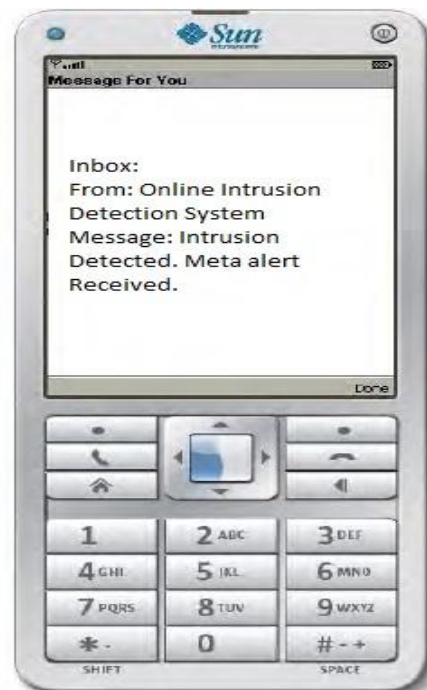 Sun
Message For You
Inbox:
From: Online Intrusion
Detection System
Message: Intrusion
Detected. Meta alert
Received.
Done
1
2 ABC
3 DEF
4 GHI
5 JKL
6 MNO
7 PQRS
8 TUV
9 WXYZ
* -
0
# - +
SHIFT
SPACE